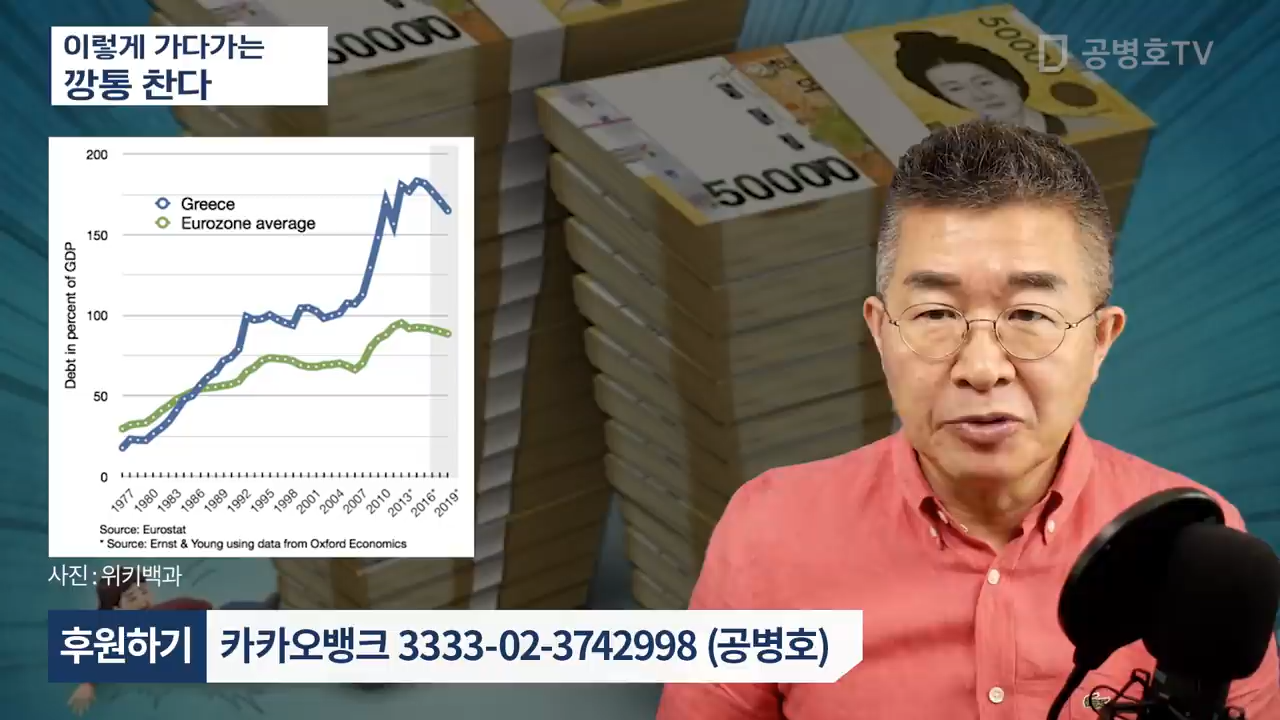 이렇게 가다가는
깡통 찬다
공병호TV
50000
5000
50000
200
150
100
50
0
Debt in percent of GDP
Greece
Eurozone average
1977
1980
1983
1986
1989
1992
1995
1998
2001
2004
2007
2010
2013*
2016*
2019*
Source: Eurostat
* Source: Ernst & Young using data from Oxford Economics
사진 : 위키백과
후원하기
카카오뱅크 3333-02-3742998 (공병호)